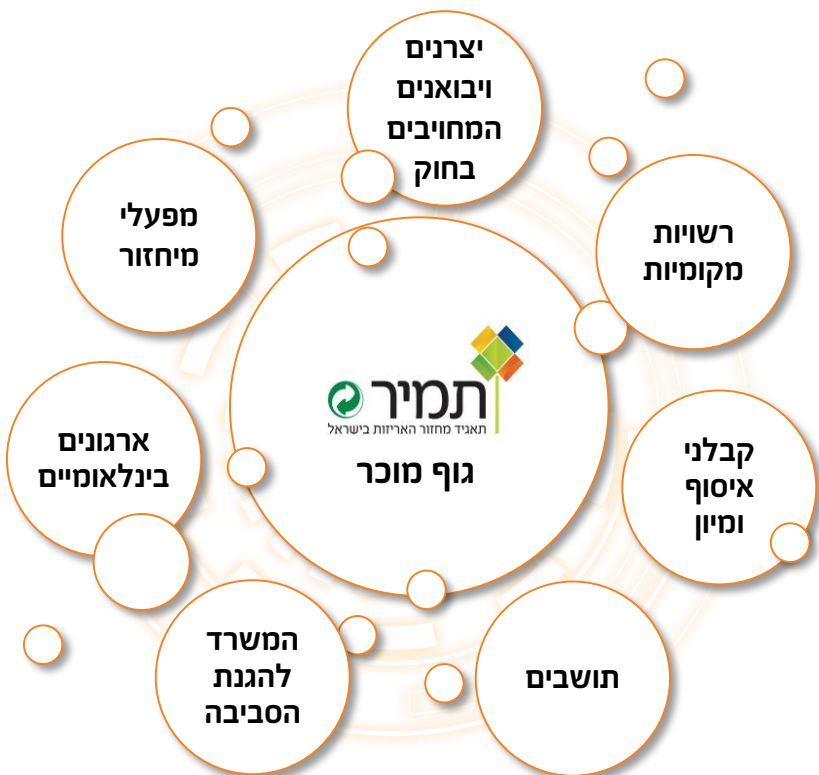 יצרנים
ויבואנים
המחויבים
בחוק
רשויות
מקומיות
קבלני
איסוף
ומיון
תושבים
המשרד
להגנת
הסביבה
ארגונים
בינלאומיים
מפעלי
מיחזור
תמיר
תאגיד מחזור האריזות בישראל
גוף מוכר